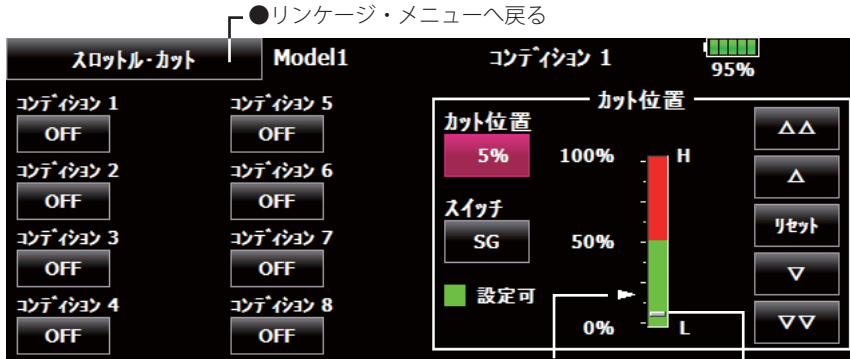 ●リンケージ・メニューへ戻る
スロットル・カット Model1 コンディション 1 95%
カット位置
コンディション 1 コンディション 5
OFF OFF
コンディション 2 コンディション 6
OFF OFF
コンディション 3 コンディション 7
OFF OFF
コンディション 4 コンディション 8
OFF OFF
カット位置
5%
スイッチ
SG
設定可
100% H
50%
0% L
△△
△
リセット
▽
▽▽